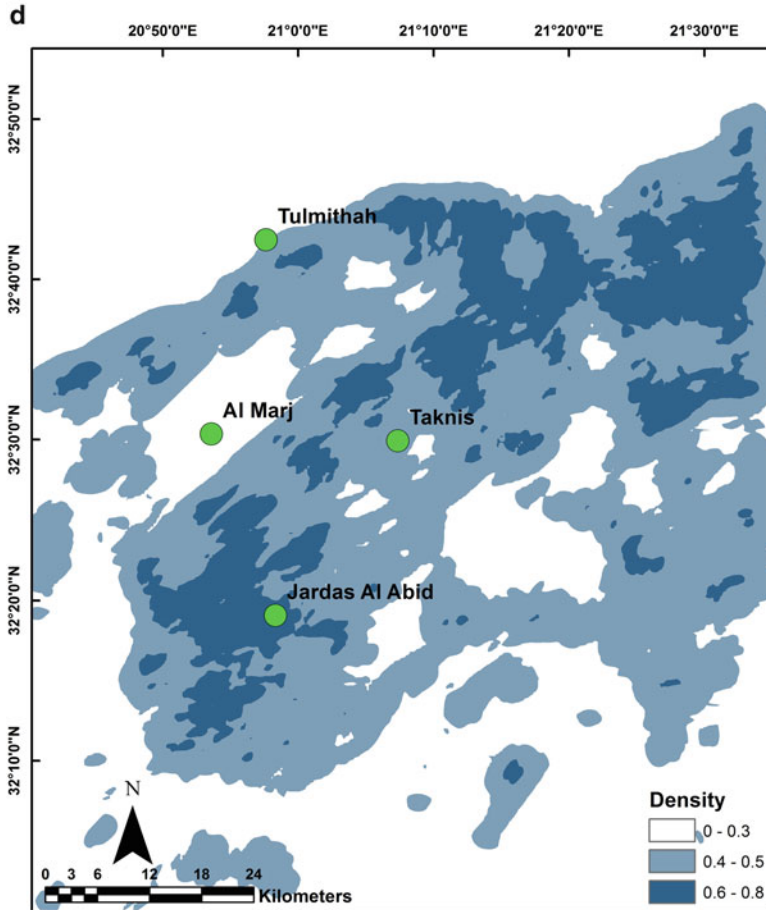 d
20°50'0"E 21°0'0"E 21°10'0"E 21°20'0"E 21°30'0"E
32°50'0"N
Tulmithah
32°40'0"N
Al Marj
Taknis
32°30'0"N
Jardas Al Abid
32°20'0"N
32°10'0"N
N
Density
0 - 0.3
0.4 - 0.5
0.6 - 0.8
0 3 6 12 18 24
Kilometers